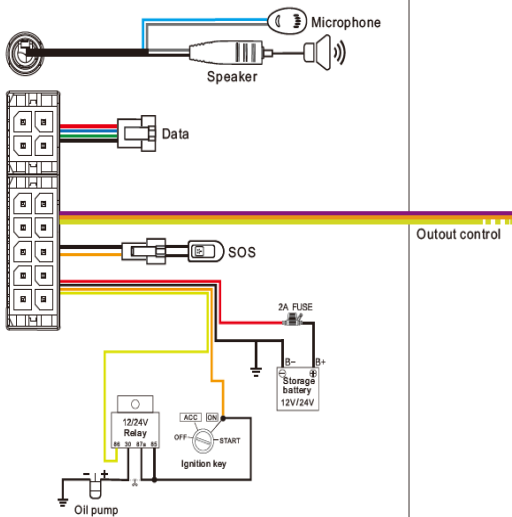 Microphone
Speaker
Data
Outout control
SOS
2A FUSE
B- B+
Storage
battery
12V/24V
12/24V
Relay
86 30 87a 85
ACC ON
OFF START
Ignition key
- +
Oil pump